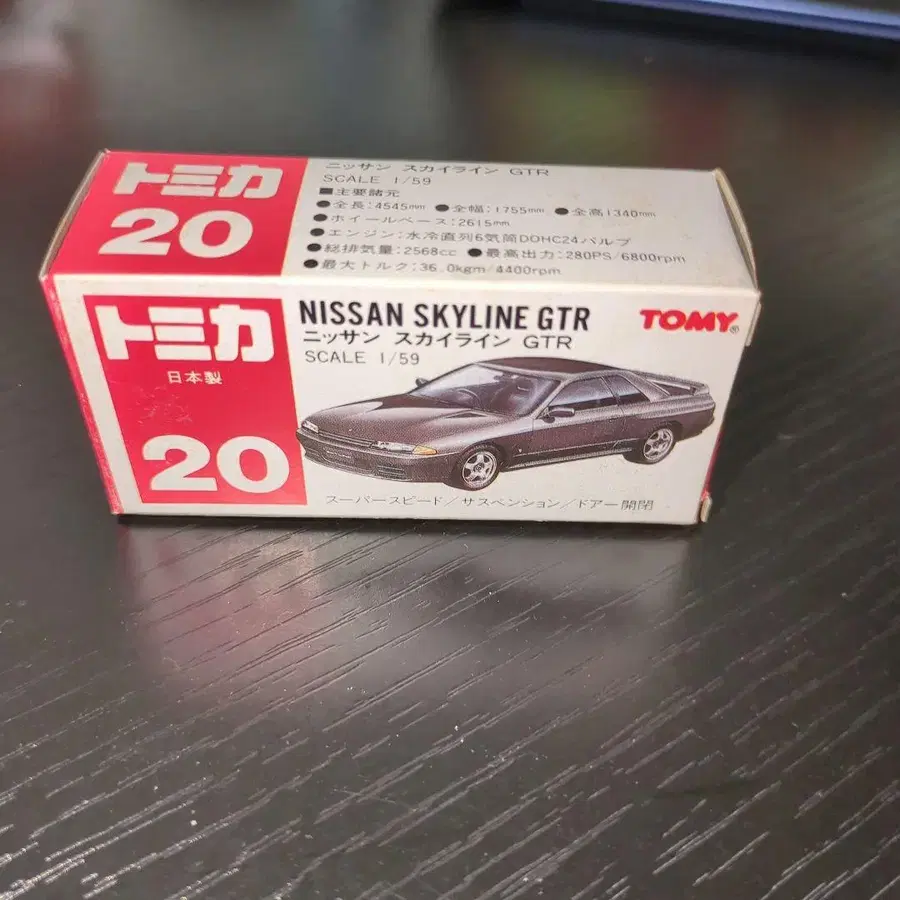 トミカ
20
ニッサン スカイライン GTR
SCALE 1/59
■主要諸元
●全長:4545mm ●全幅:1755mm ●全高1340mm
●ホイールベース:2615mm
●エンジン:水冷直列6気筒DOHC24バルブ
●総排気量:2568cc ●最高出力:280PS/6800rpm
●最大トルク:36.0kgm/4400rpm
トミカ
日本製
20
NISSAN SKYLINE GTR
ニッサン スカイライン GTR
SCALE 1/59
TOMY®
スーパースピード/サスペンション/ドアー開閉